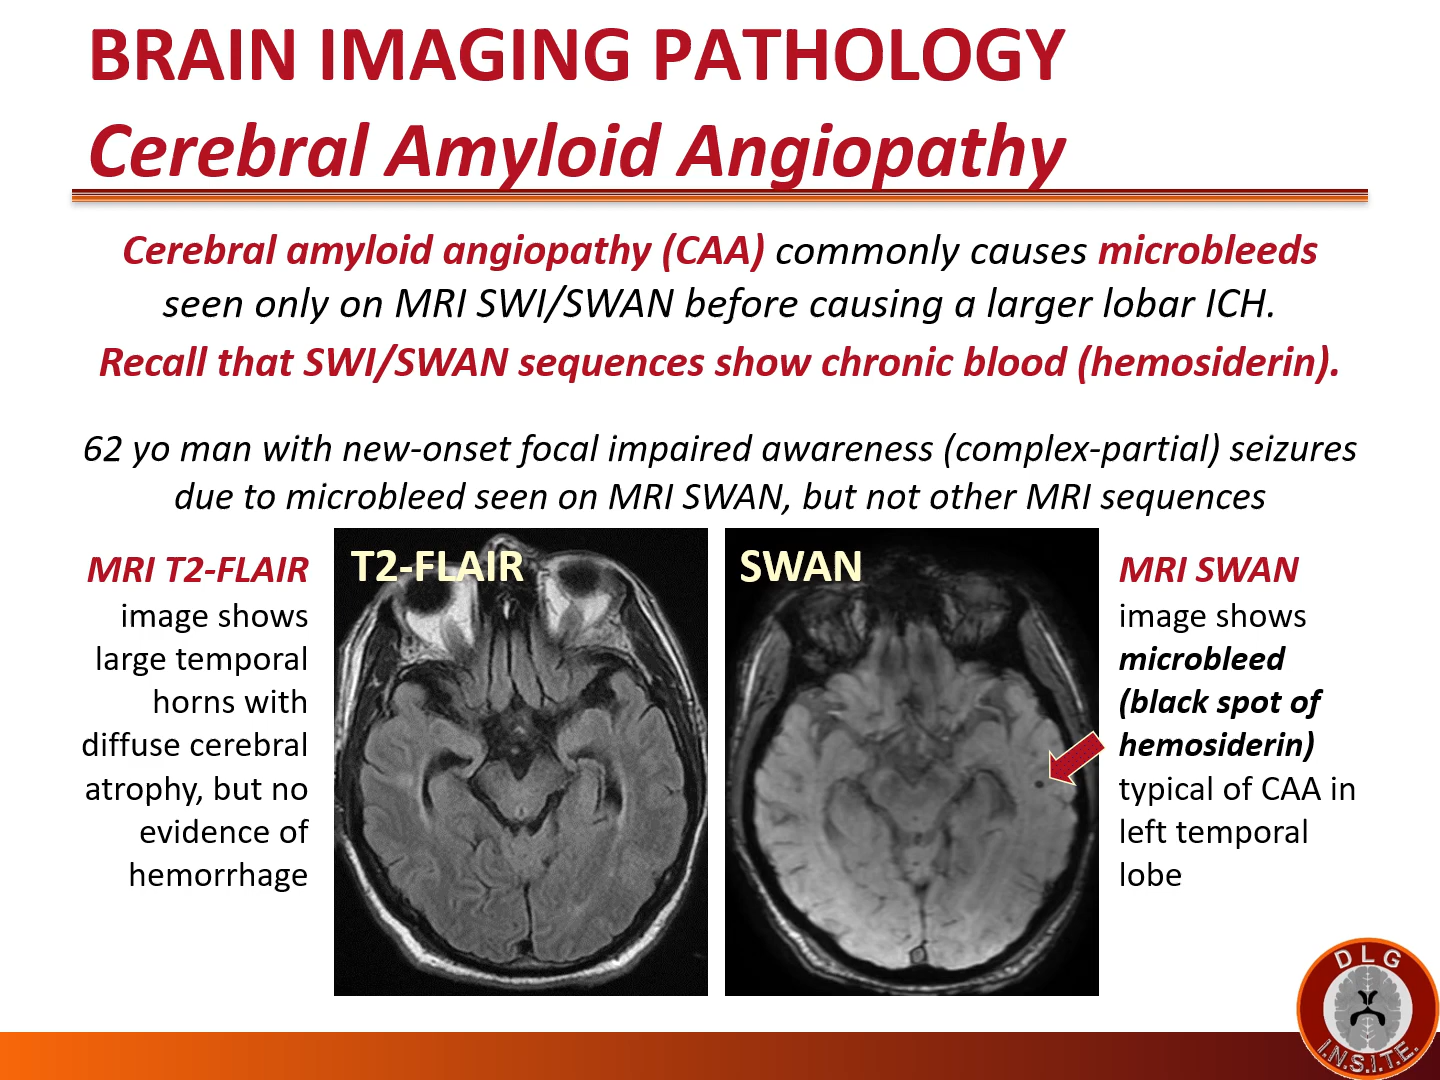 BRAIN IMAGING PATHOLOGY
Cerebral Amyloid Angiopathy
Cerebral amyloid angiopathy (CAA) commonly causes microbleeds
seen only on MRI SWI/SWAN before causing a larger lobar ICH.
Recall that SWI/SWAN sequences show chronic blood (hemosiderin).
62 yo man with new-onset focal impaired awareness (complex-partial) seizures
due to microbleed seen on MRI SWAN, but not other MRI sequences
MRI T2-FLAIR
image shows
large temporal
horns with
diffuse cerebral
atrophy, but no
evidence of
hemorrhage
T2-FLAIR
SWAN
MRI SWAN
image shows
microbleed
(black spot of
hemosiderin)
typical of CAA in
left temporal
lobe
DLG
I.N.S.I.T.E.